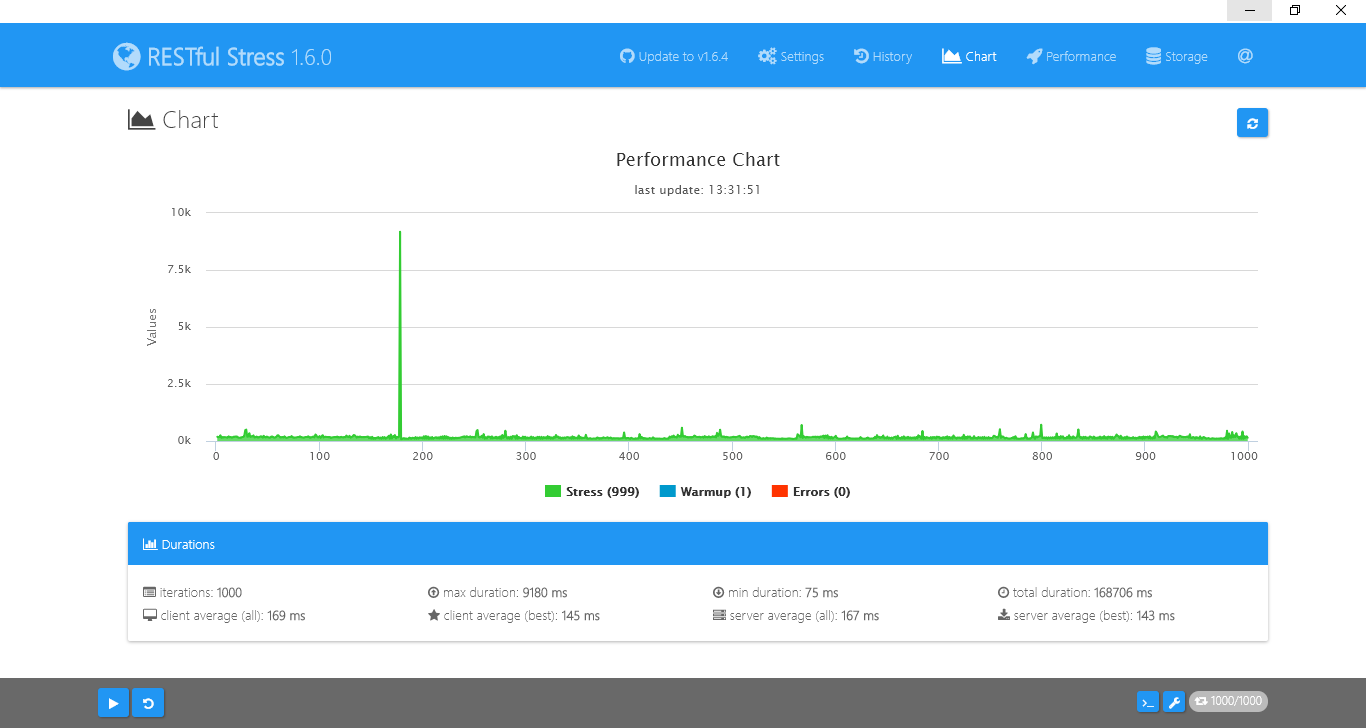 RESTful Stress 1.6.0
Update to v1.6.4 Settings History Chart Performance Storage @
Chart
Performance Chart
last update: 13:31:51
Values
10k
7.5k
5k
2.5k
0k
0 100 200 300 400 500 600 700 800 900 1000
Stress (999) Warmup (1) Errors (0)
Durations
iterations: 1000 max duration: 9180 ms min duration: 75 ms total duration: 168706 ms
client average (all): 169 ms client average (best): 145 ms server average (all): 167 ms server average (best): 143 ms
1000/1000